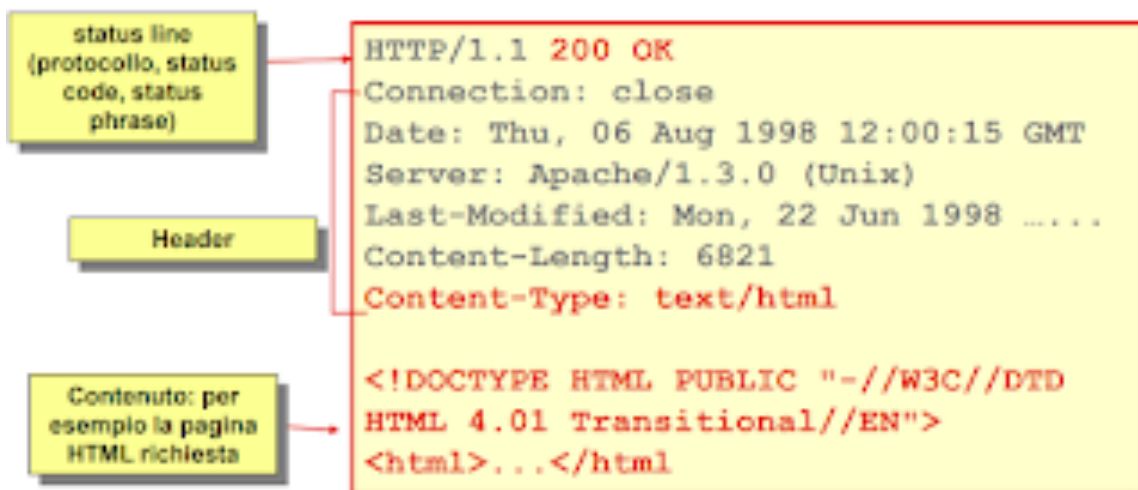 status line
(protocollo, status
code, status
phrase)
HTTP/1.1 200 OK
Connection: close
Date: Thu, 06 Aug 1998 12:00:15 GMT
Server: Apache/1.3.0 (Unix)
Last-Modified: Mon, 22 Jun 1998 …...
Content-Length: 6821
Content-Type: text/html
Header
<!DOCTYPE HTML PUBLIC "-//W3C//DTD
HTML 4.01 Transitional//EN">
<html>...</html
Contenuto: per
esempio la pagina
HTML richiesta